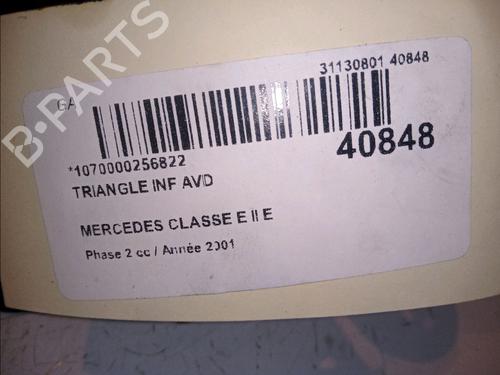 B-PARTS
GA
31130801 40848
*1070000256822
40848
TRIANGLE INF AVD
MERCEDES CLASSE E II E
Phase 2 cc / Année 2001